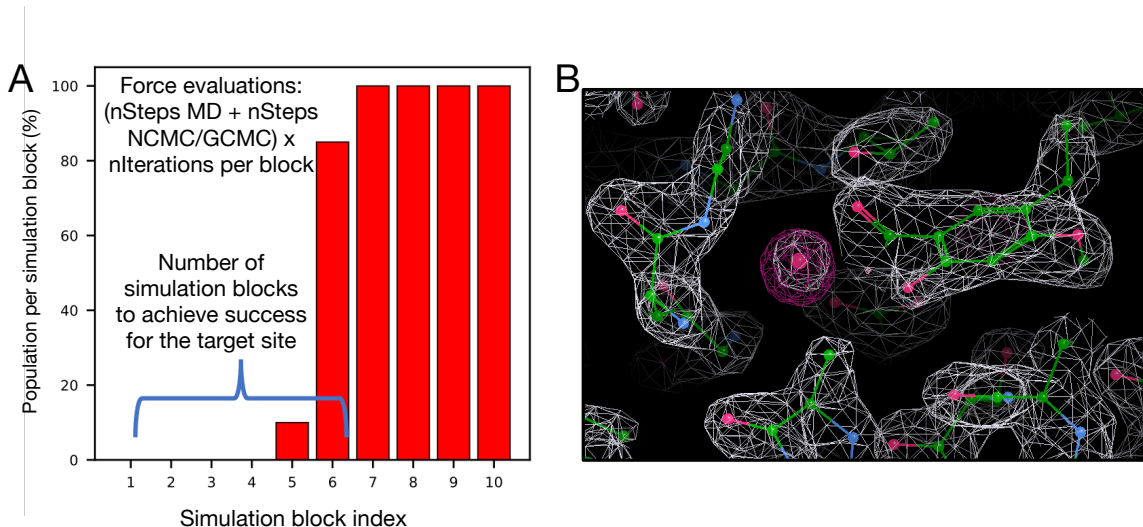 A
B
Population per simulation block (%)
100
80
60
40
20
0
Force evaluations:
(nSteps MD + nSteps
NCMC/GCMC) x
nIterations per block
Number of
simulation blocks
to achieve success
for the target site
1 2 3 4 5 6 7 8 9 10
Simulation block index